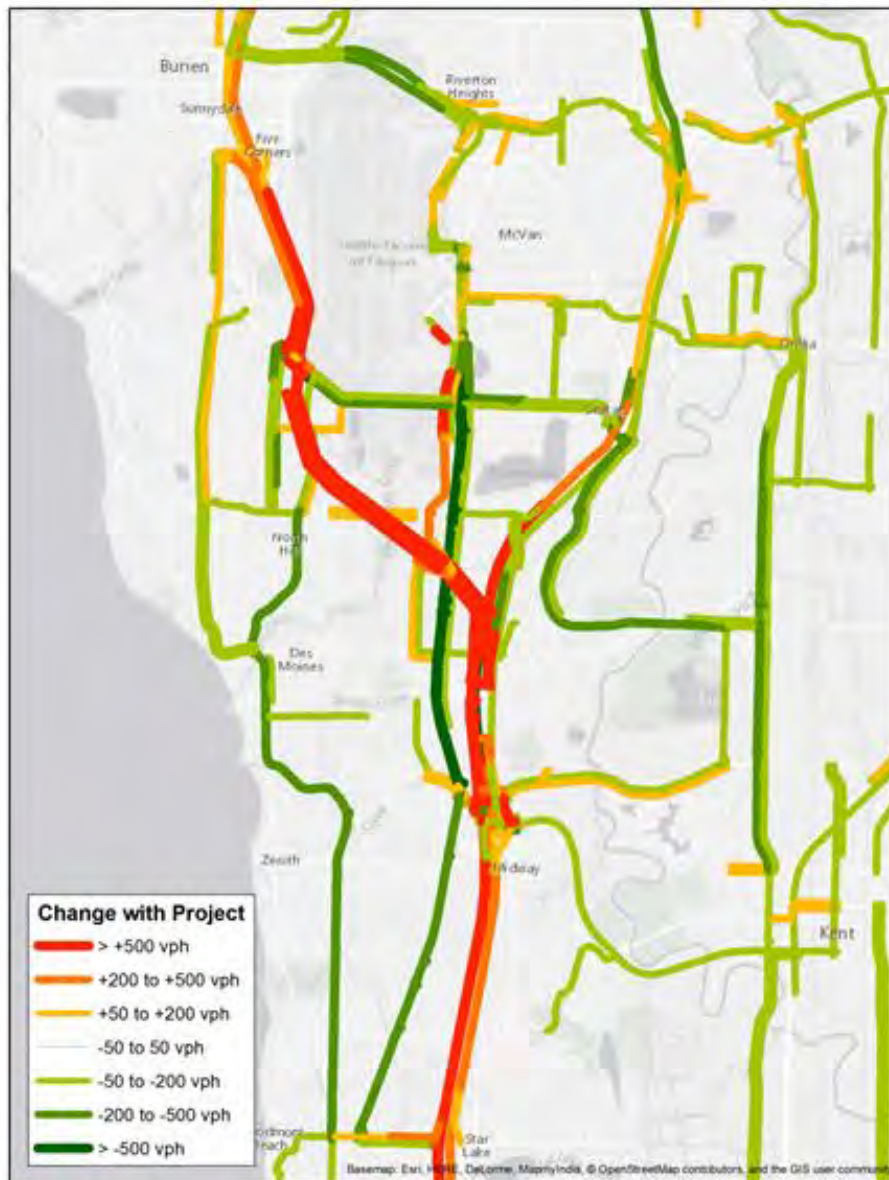 Burien
Riverton
Heights
Sunnydale
Five
Corners
McVan
Orilla
North
Hill
Des
Moines
Zenith
Midway
Kent
Star
Lake
Beach
Change with Project
> +500 vph
+200 to +500 vph
+50 to +200 vph
-50 to 50 vph
-50 to -200 vph
-200 to -500 vph
> -500 vph
Basemap: Esri, HERE, DeLorme, MapmyIndia, © OpenStreetMap contributors, and the GIS user community